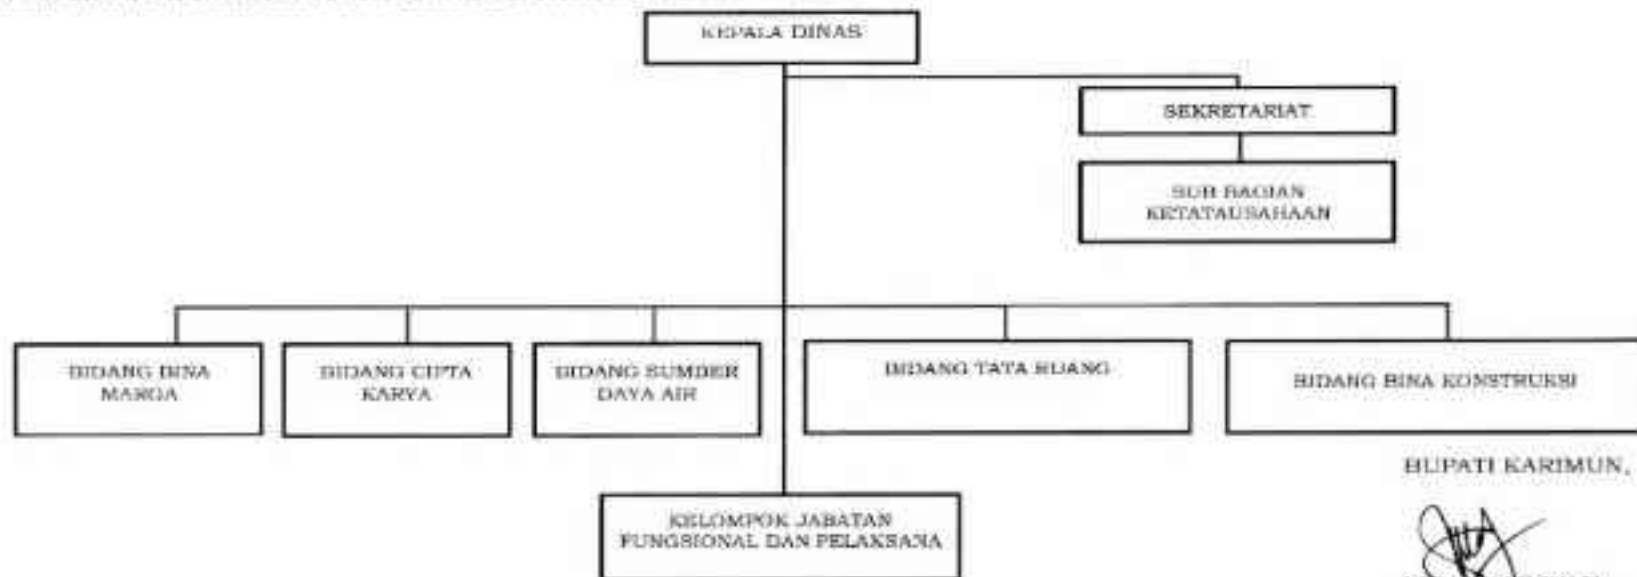 KEPALA DINAS
SEKRETARIAT
SUB BAGIAN
KETATAUSAHAAN
BIDANG BINA
MARGA
BIDANG CIPTA
KARYA
BIDANG SUMBER
DAYA AIR
BIDANG TATA RUANG
BIDANG BINA KONSTRUKSI
BUPATI KARIMUN,
KELOMPOK JABATAN
FUNGSIONAL DAN PELAKSANA